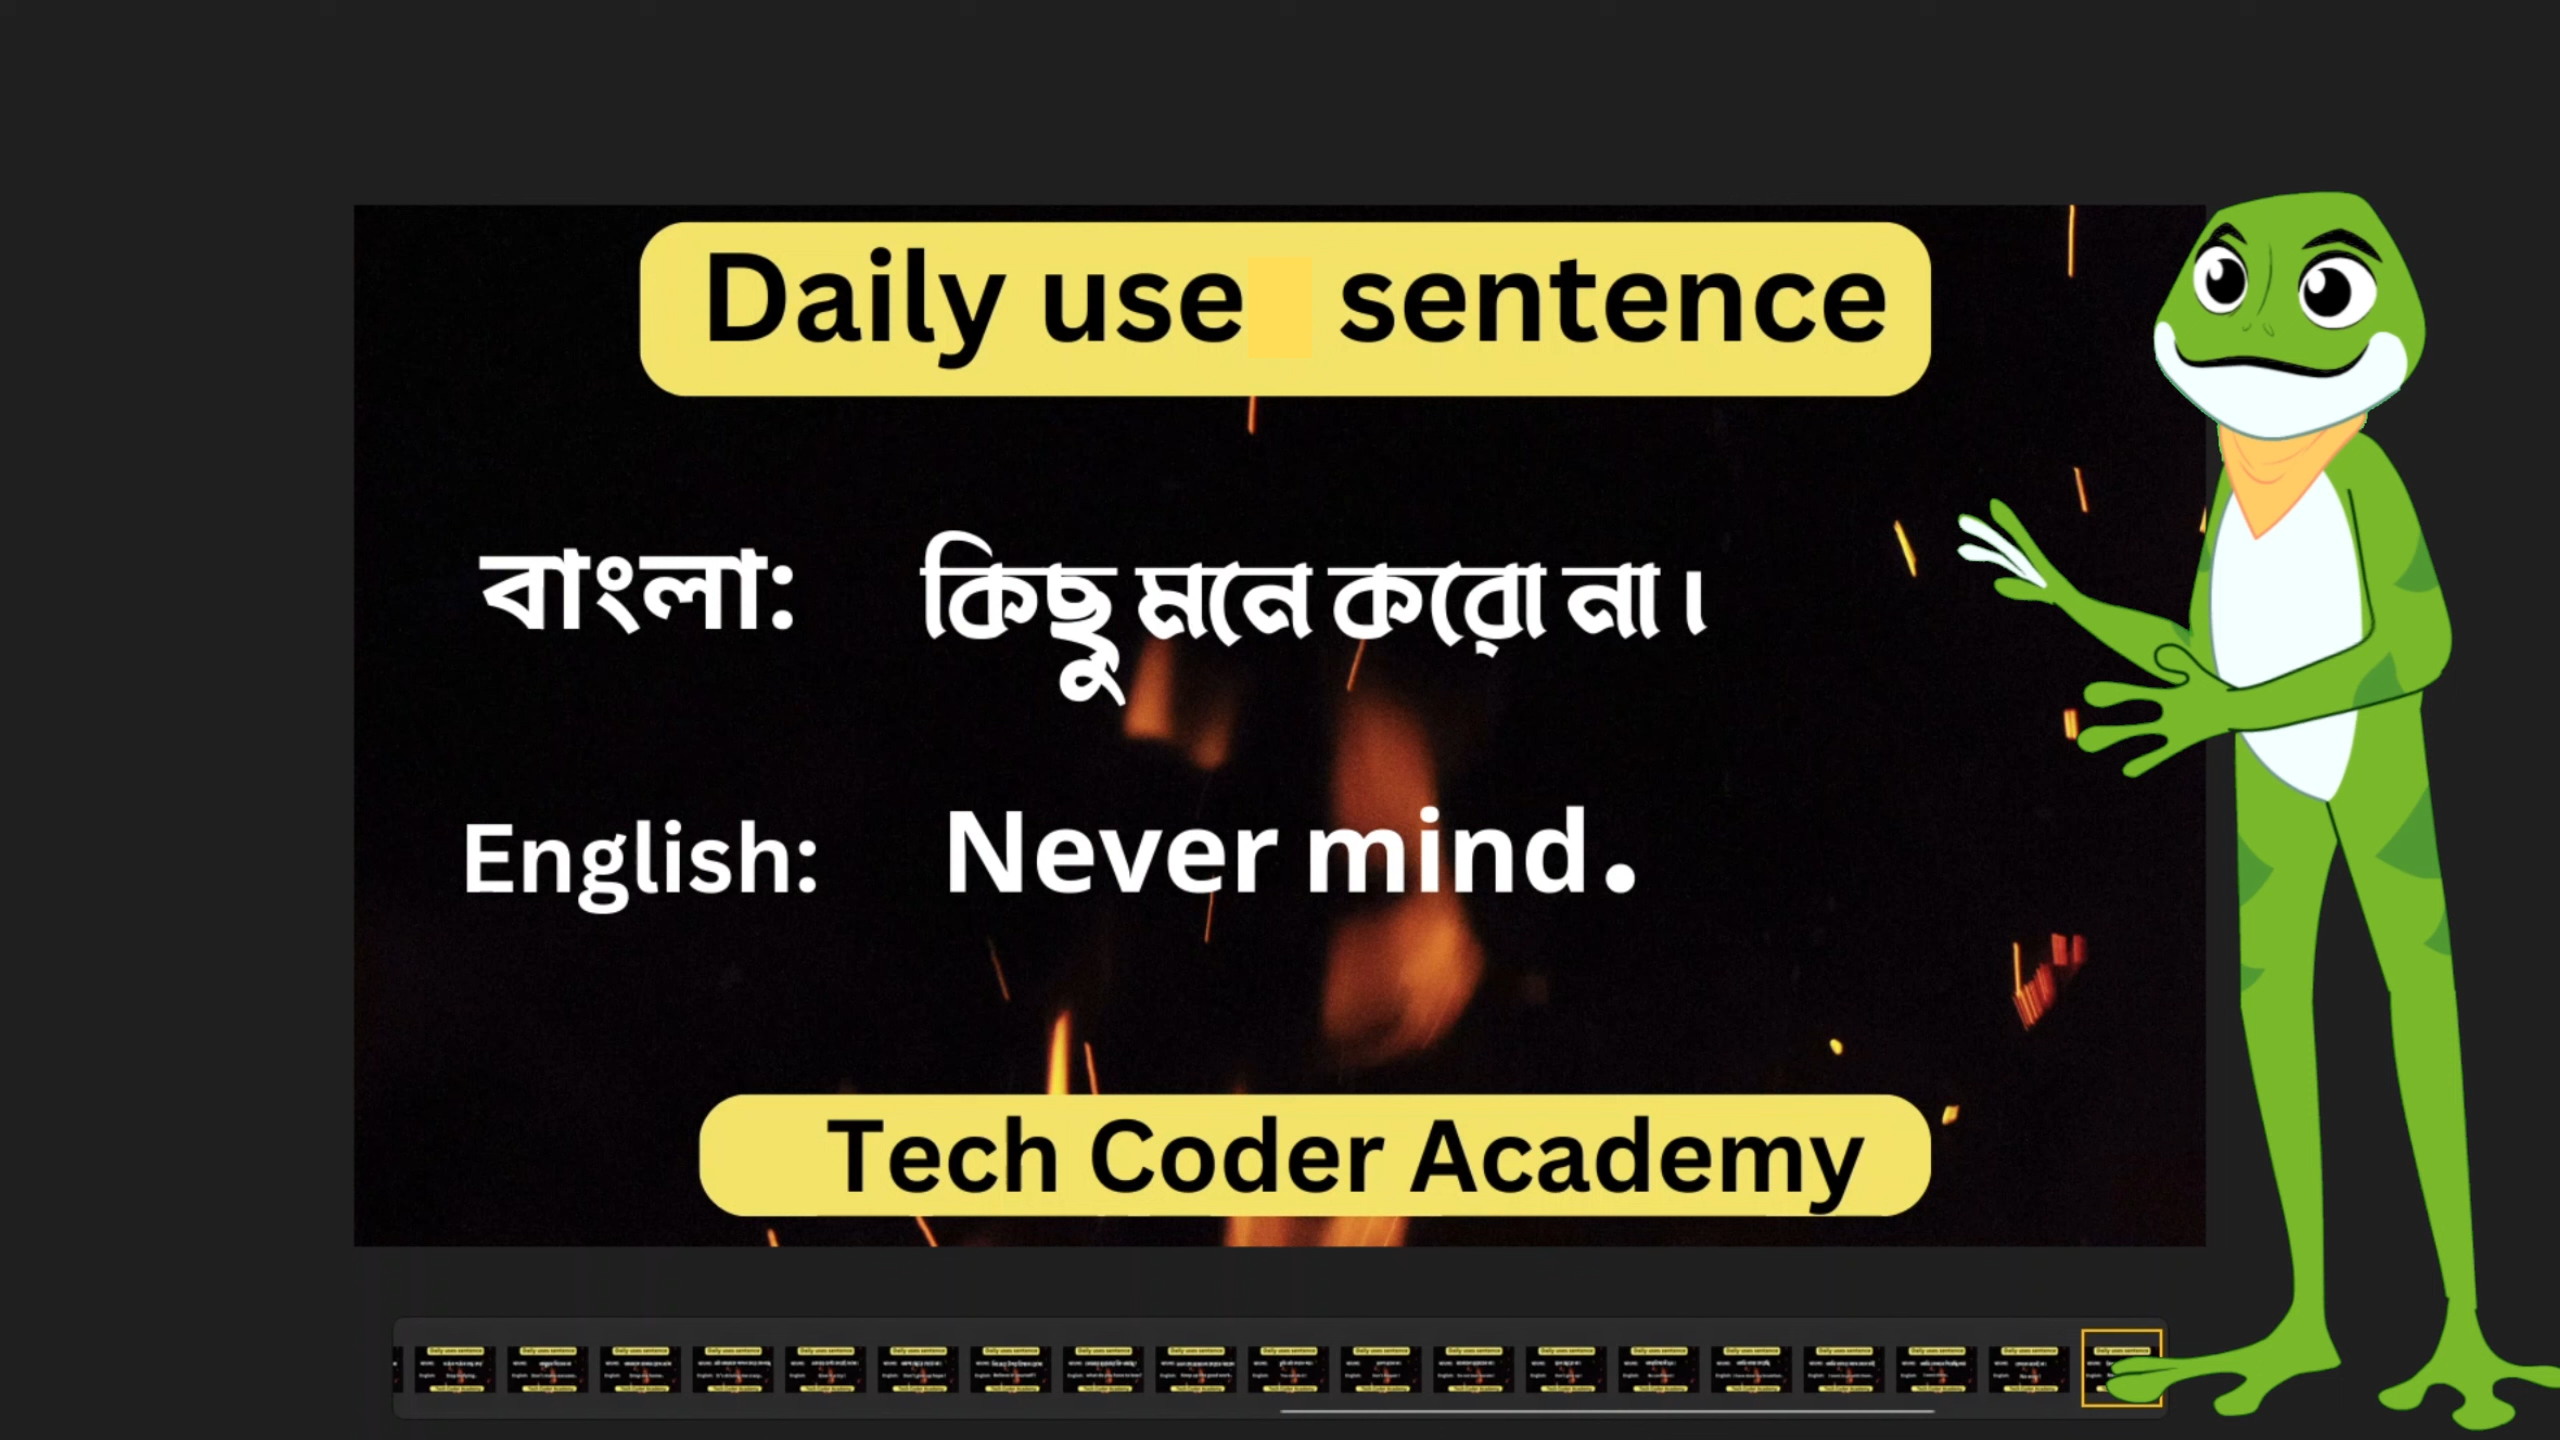 Daily use sentence
বাংলা: কিছু মনে করো না।
English: Never mind.
Tech Coder Academy